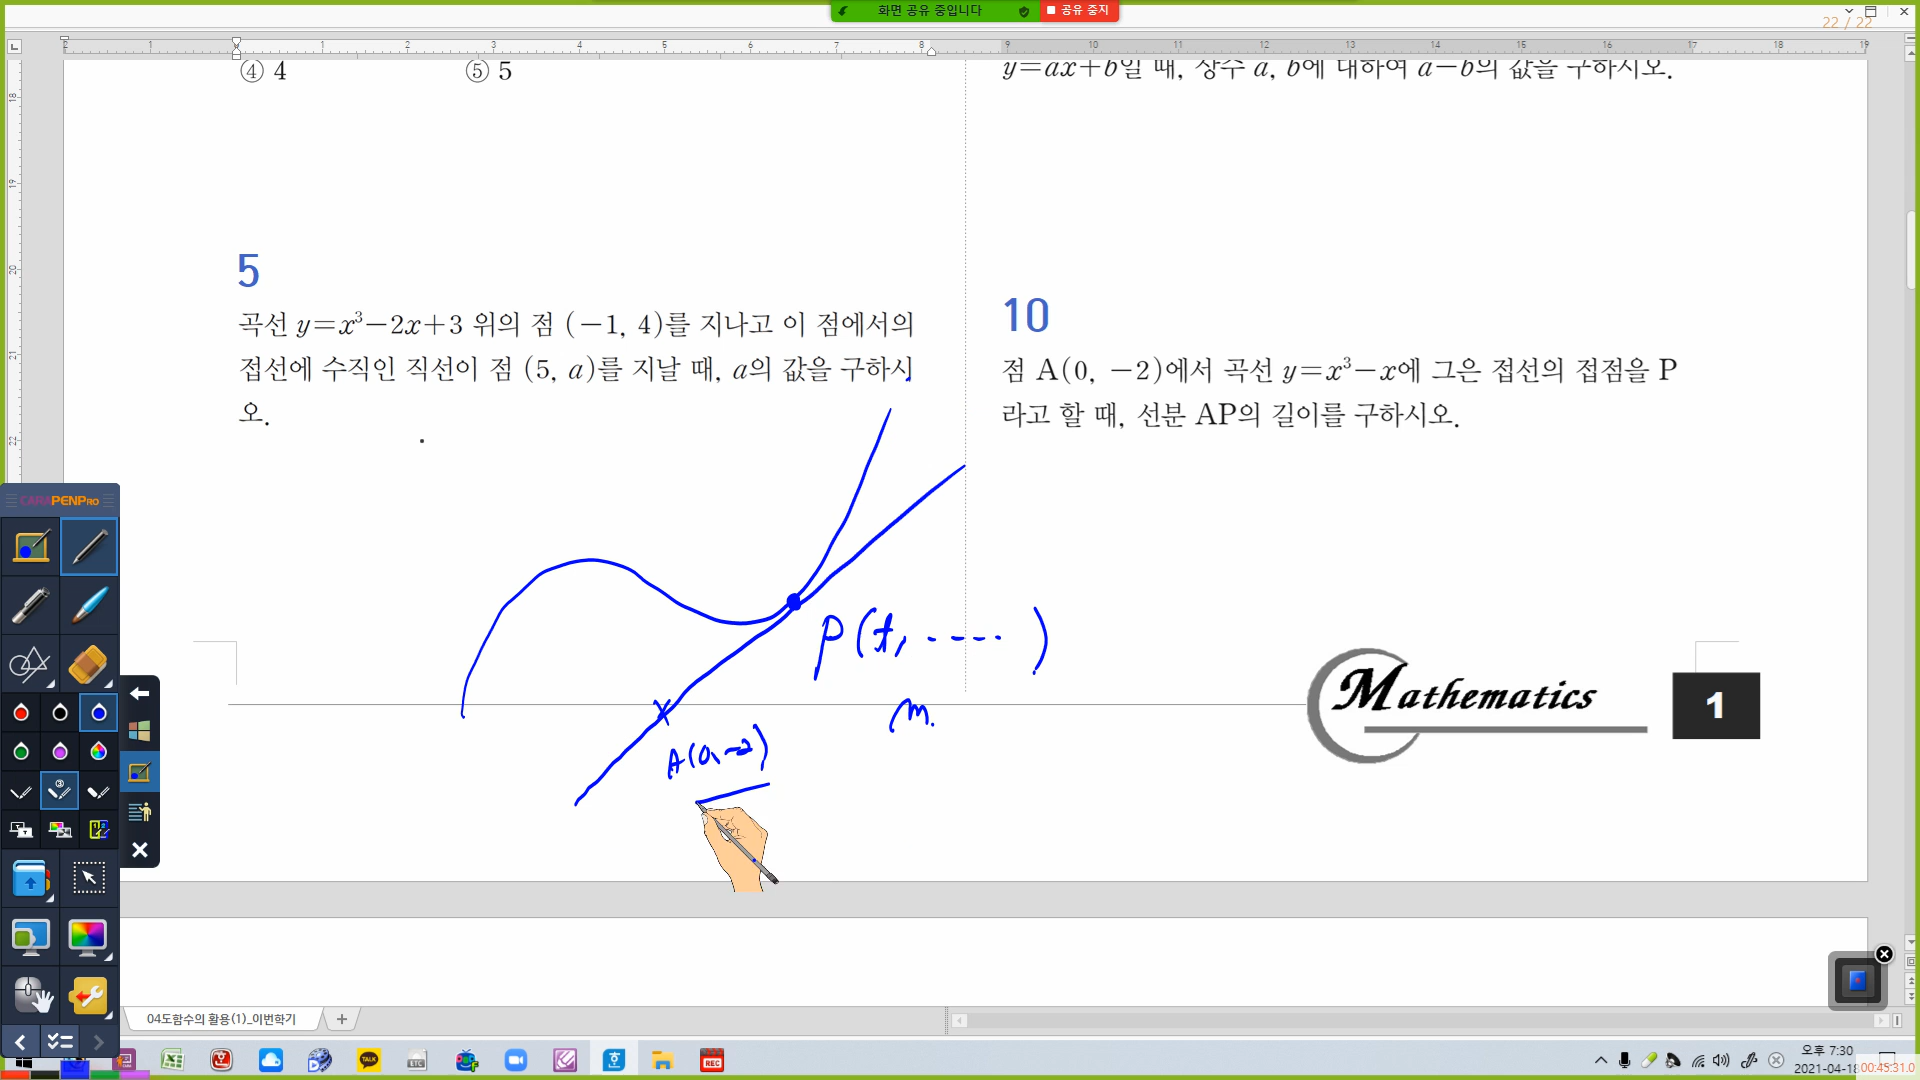 화면 공유 중입니다
공유 중지
22 / 22
④ 4 ⑤ 5
y=ax+b일 때, 상수 a, b에 대하여 a−b의 값을 구하시오.
5
곡선 y=x³−2x+3 위의 점 (−1, 4)를 지나고 이 점에서의
접선에 수직인 직선이 점 (5, a)를 지날 때, a의 값을 구하시
오.
10
점 A(0, −2)에서 곡선 y=x³−x에 그은 접선의 접점을 P
라고 할 때, 선분 AP의 길이를 구하시오.
P(t, ..... )
m.
A(0, -2)
Mathematics
1
CARAPENPRO
04도함수의 활용(1)_이번학기
TALK
REC
오후 7:30
2021-04-18
00:45:31.0